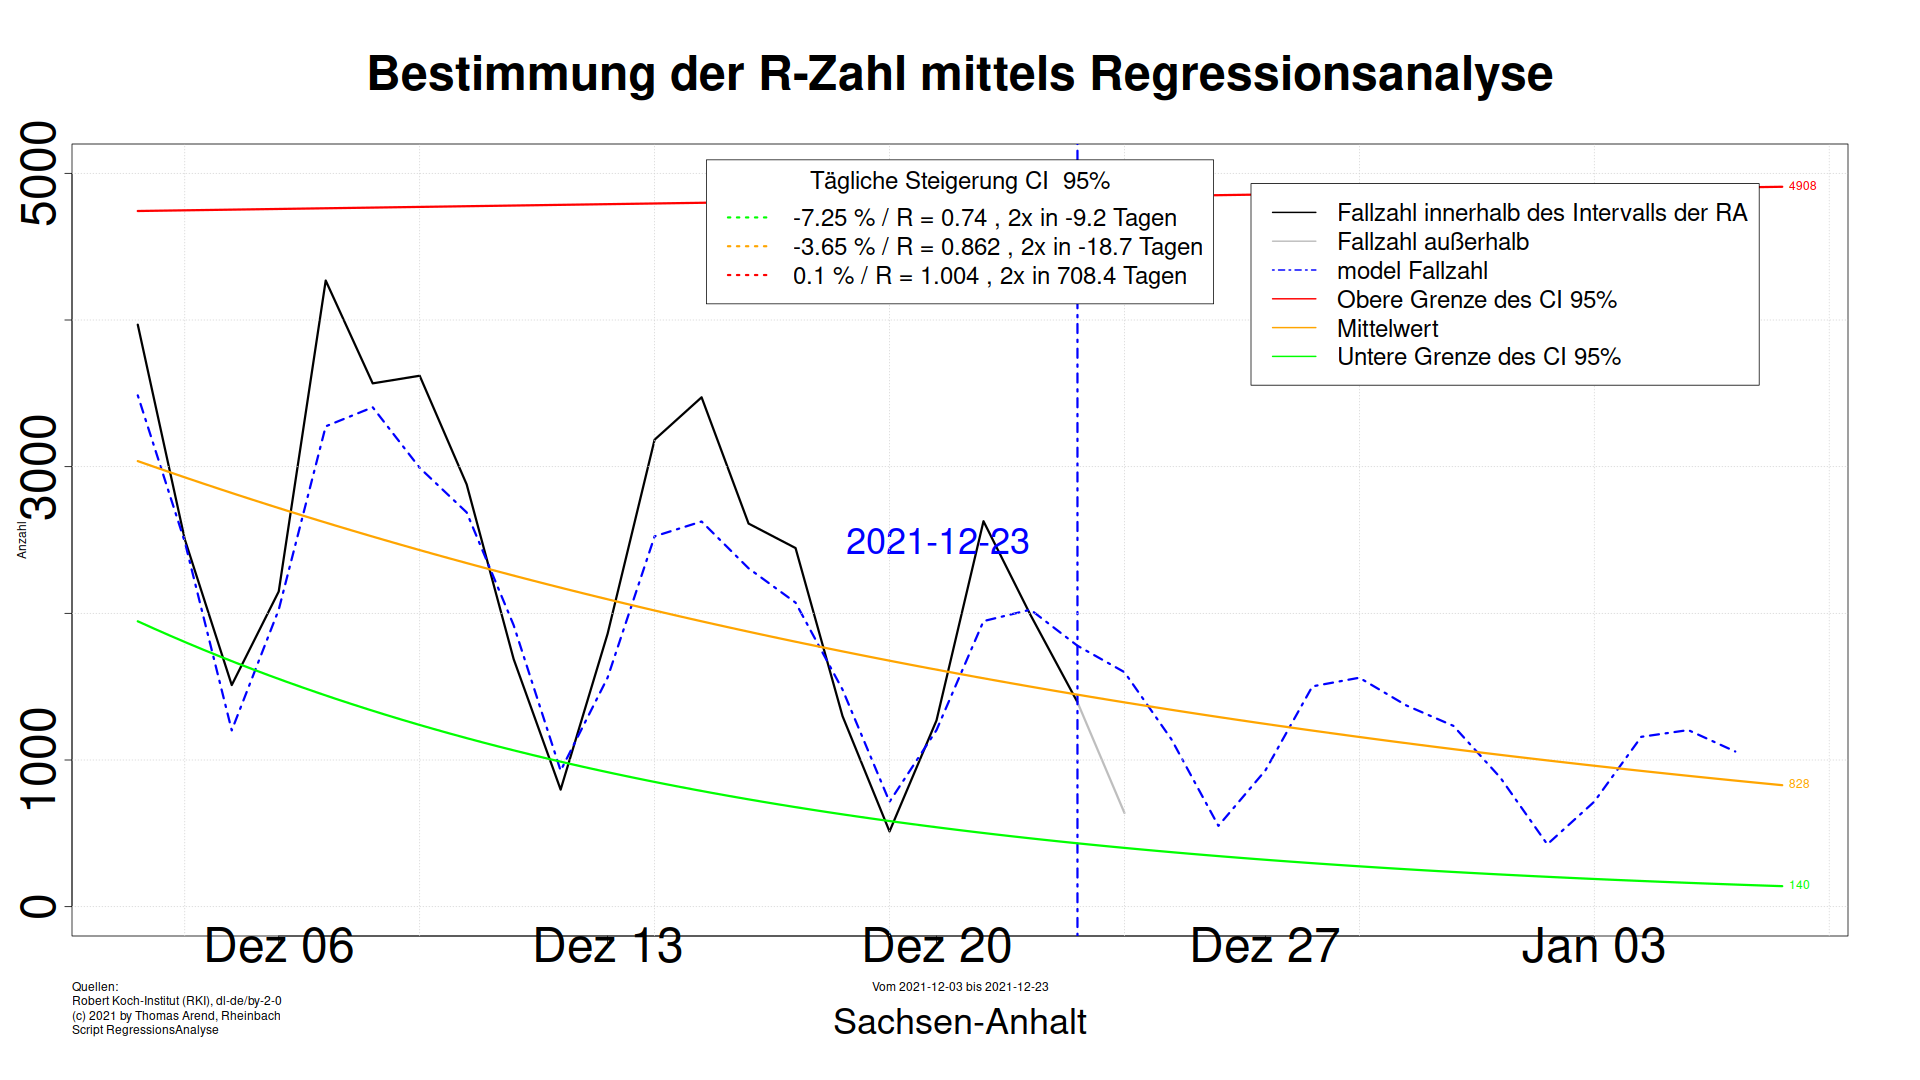 Bestimmung der R-Zahl mittels Regressionsanalyse
Tägliche Steigerung CI  95%
-7.25 % / R = 0.74 , 2x in -9.2 Tagen
-3.65 % / R = 0.862 , 2x in -18.7 Tagen
0.1 % / R = 1.004 , 2x in 708.4 Tagen
Fallzahl innerhalb des Intervalls der RA
Fallzahl außerhalb
model Fallzahl
Obere Grenze des CI 95%
Mittelwert
Untere Grenze des CI 95%
4908
828
140
2021-12-23
5000
3000
1000
0
Anzahl
Dez 06
Dez 13
Dez 20
Dez 27
Jan 03
Vom 2021-12-03 bis 2021-12-23
Sachsen-Anhalt
Quellen:
Robert Koch-Institut (RKI), dl-de/by-2-0
(c) 2021 by Thomas Arend, Rheinbach
Script RegressionsAnalyse